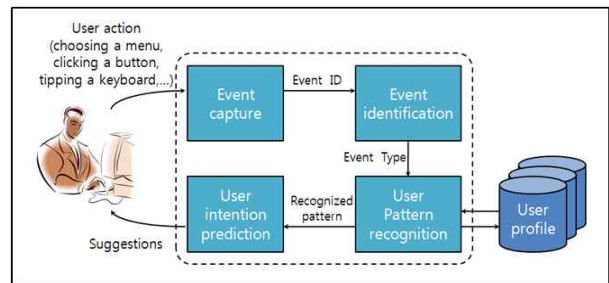 User action
(choosing a menu,
clicking a button,
tipping a keyboard,...)
Event
capture
Event ID
Event
identification
Event Type
User
intention
prediction
Recognized
pattern
User
Pattern
recognition
User
profile
Suggestions